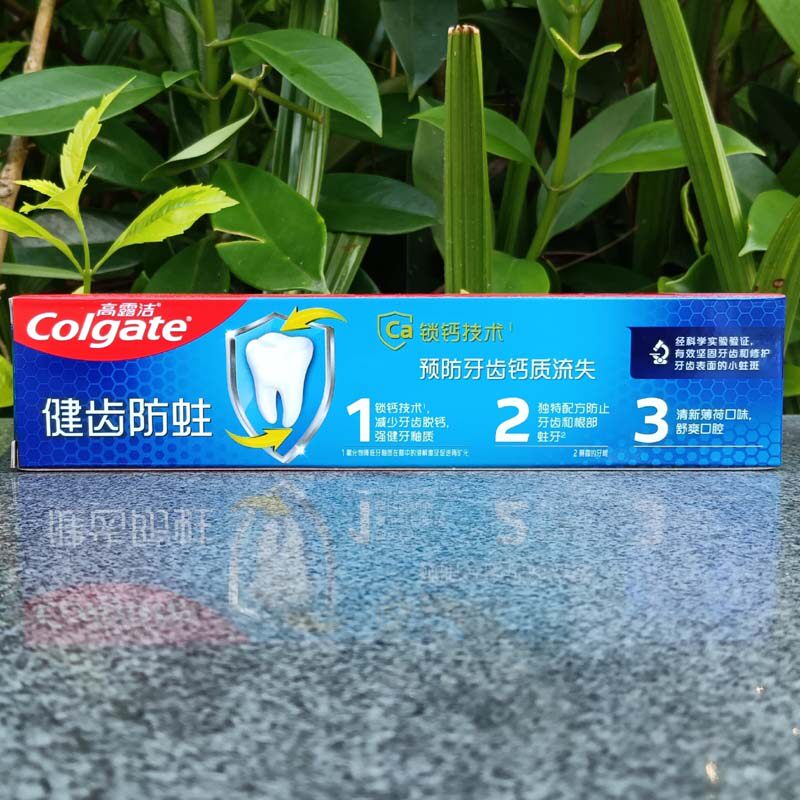 高露洁®
Colgate®
健齿防蛀
Ca 锁钙技术1
预防牙齿钙质流失
1 锁钙技术1,
减少牙齿脱钙,
强健牙釉质
2 独特配方防止
牙齿和根部
蛀牙2
3 清新薄荷口味,
舒爽口腔
经科学实验验证,
有效坚固牙齿和修护
牙齿表面的小蛀斑